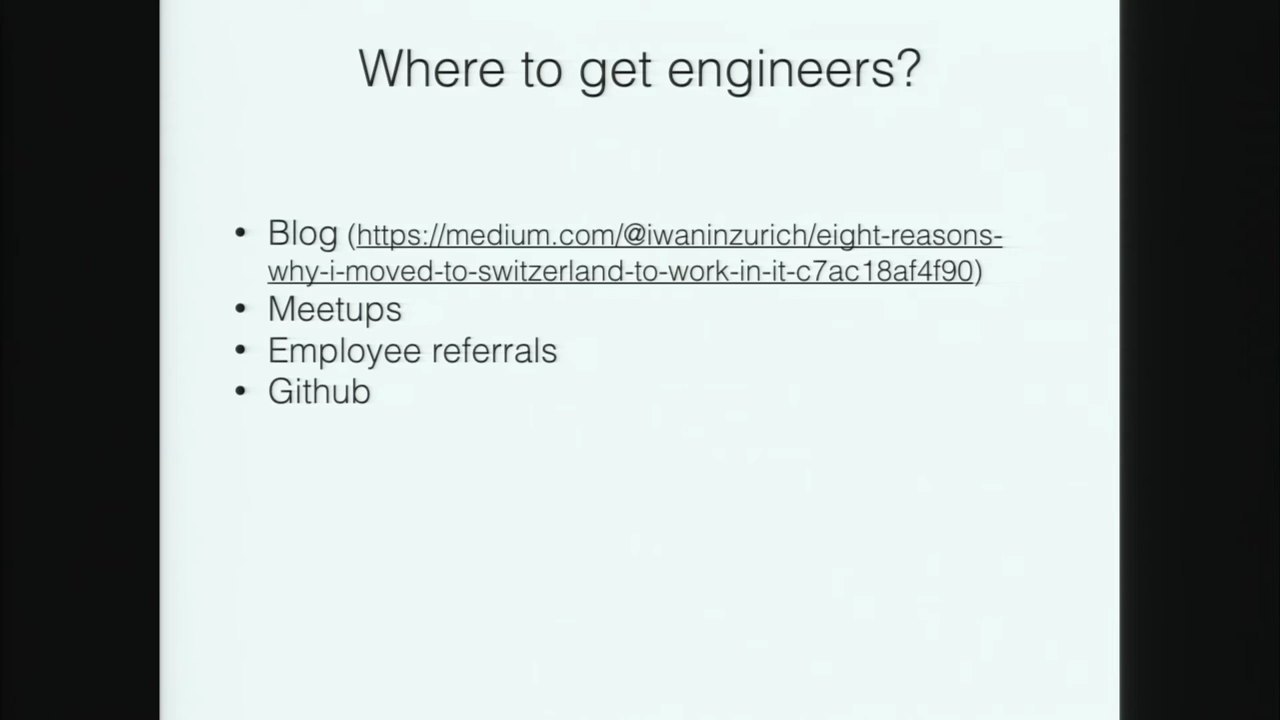 Where to get engineers?
• Blog (https://medium.com/@iwaninzurich/eight-reasons-
why-i-moved-to-switzerland-to-work-in-it-c7ac18af4f90)
• Meetups
• Employee referrals
• Github